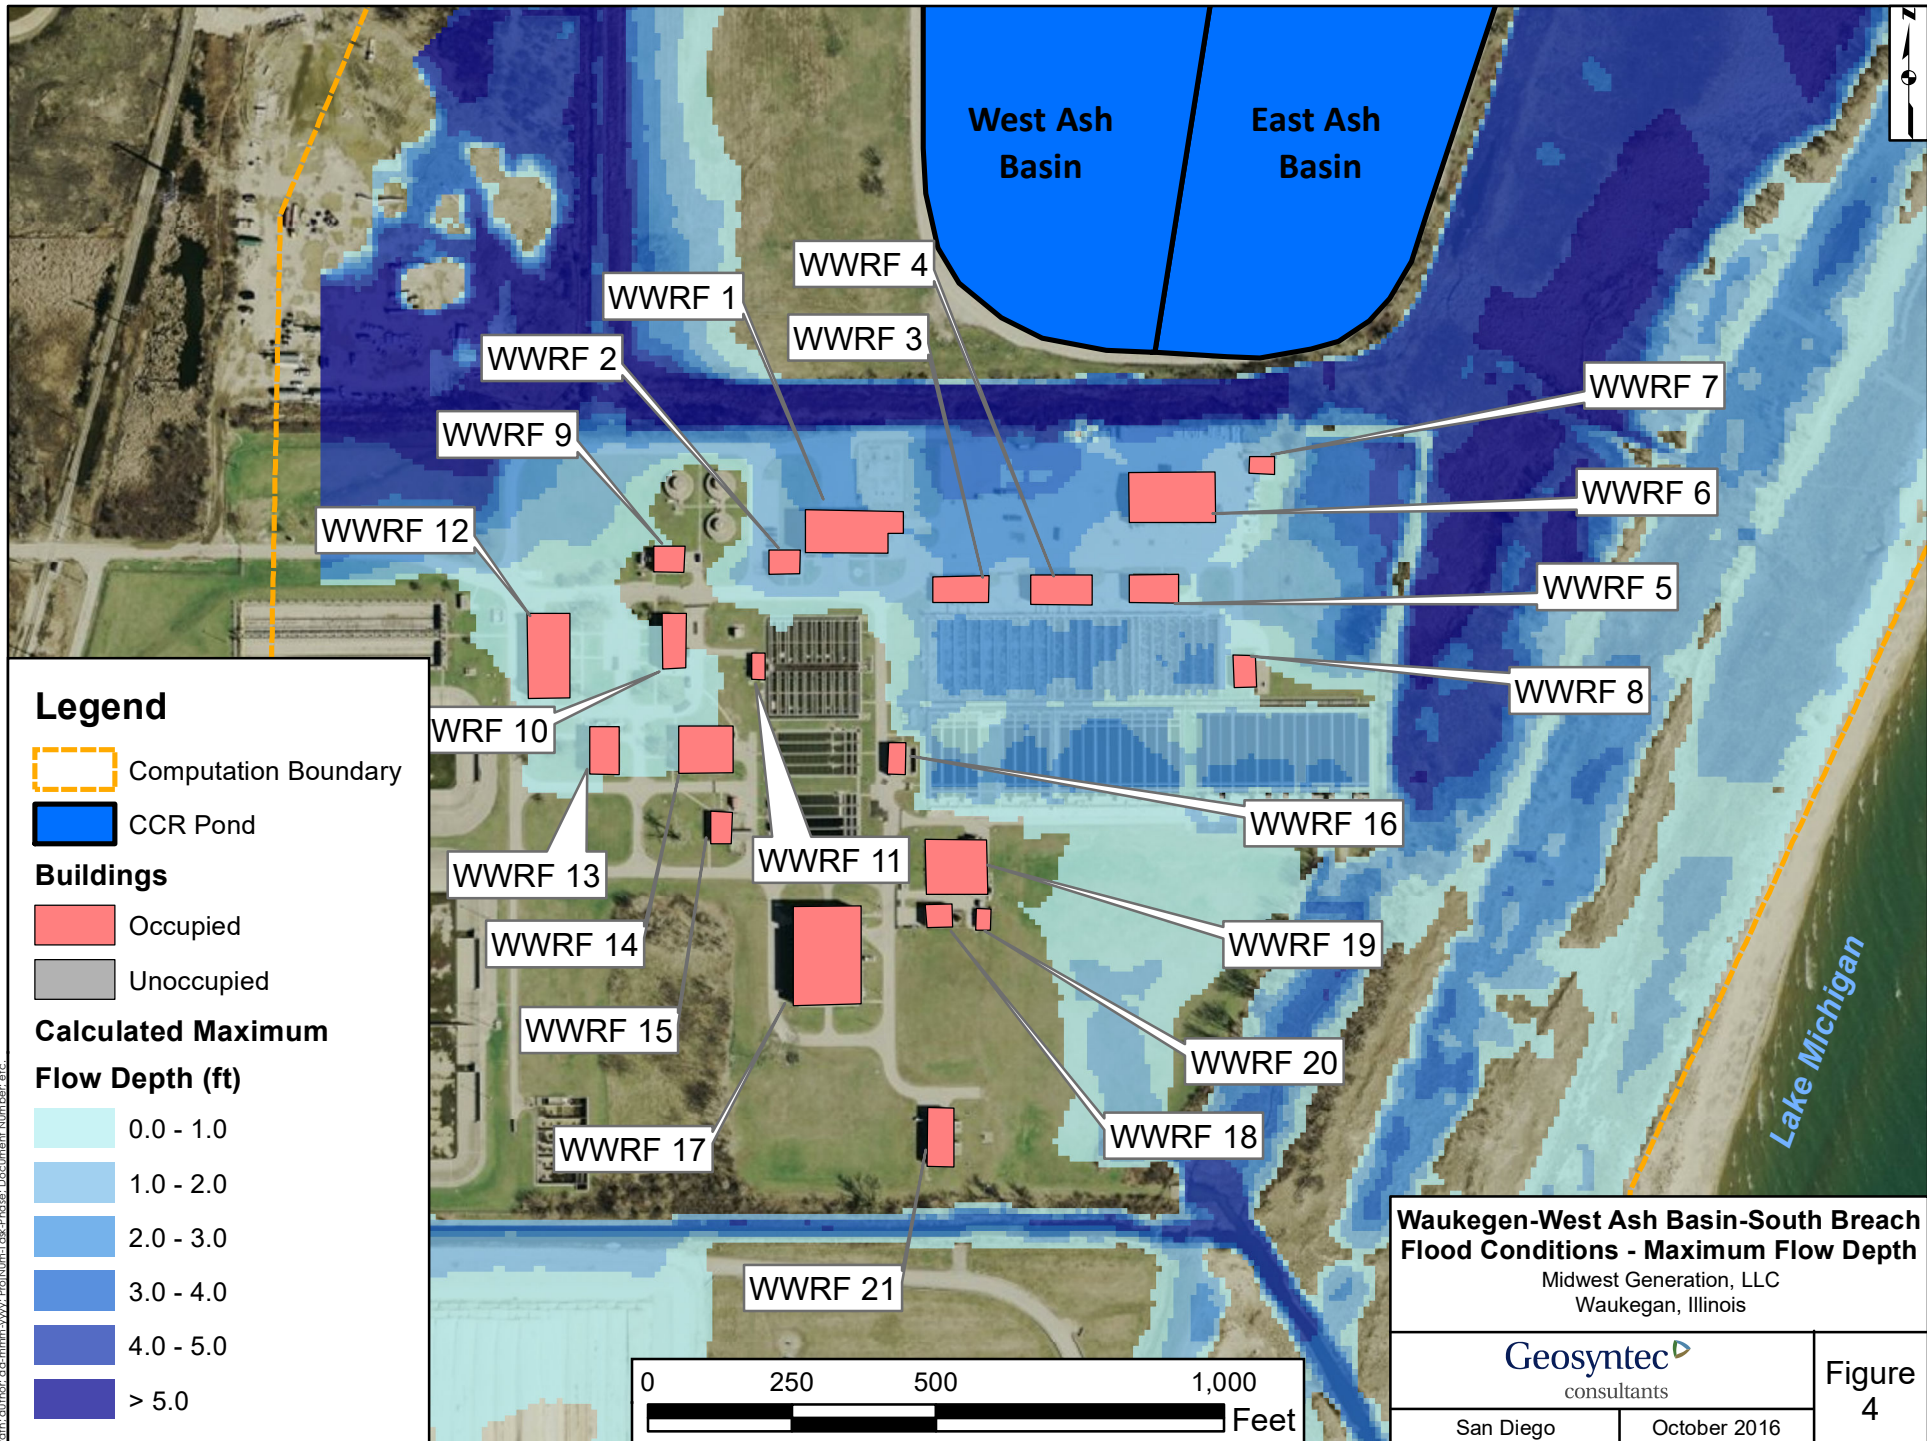 N
West Ash
Basin
East Ash
Basin
WWRF 4
WWRF 1
WWRF 3
WWRF 2
WWRF 7
WWRF 9
WWRF 6
WWRF 12
WWRF 5
WWRF 8
WRF 10
WWRF 16
WWRF 11
WWRF 13
WWRF 14
WWRF 19
WWRF 15
WWRF 20
WWRF 18
WWRF 17
WWRF 21
Lake Michigan
Legend
Computation Boundary
CCR Pond
Buildings
Occupied
Unoccupied
Calculated Maximum
Flow Depth (ft)
0.0 - 1.0
1.0 - 2.0
2.0 - 3.0
3.0 - 4.0
4.0 - 5.0
> 5.0
0 250 500 1,000
Feet
Waukegen-West Ash Basin-South Breach
Flood Conditions - Maximum Flow Depth
Midwest Generation, LLC
Waukegan, Illinois
Geosyntec
consultants
San Diego
October 2016
Figure
4